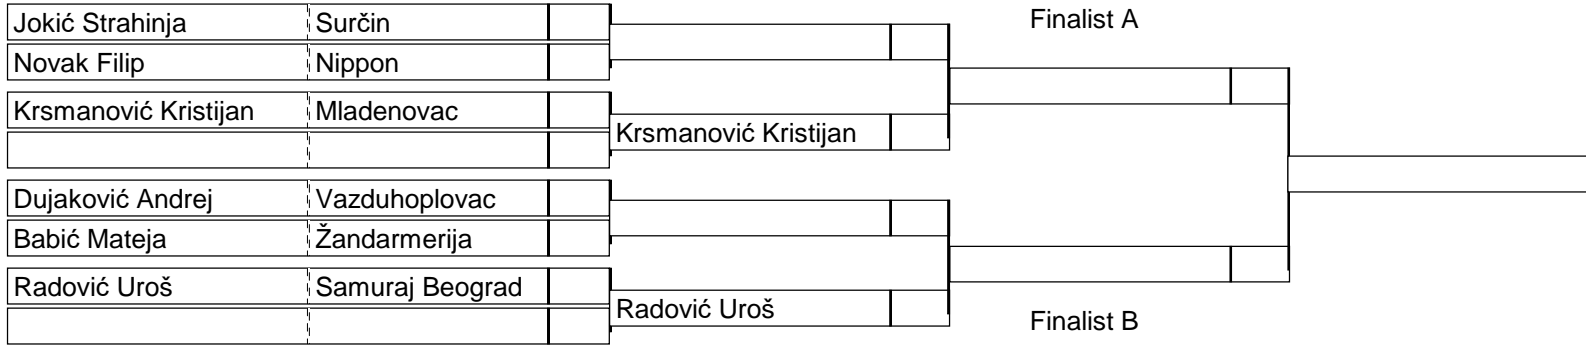 Jokić Strahinja Surčin
Novak Filip Nippon
Krsmanović Kristijan Mladenovac
Dujaković Andrej Vazduhoplovac
Babić Mateja Žandarmerija
Radović Uroš Samuraj Beograd
Krsmanović Kristijan
Radović Uroš
Finalist A
Finalist B